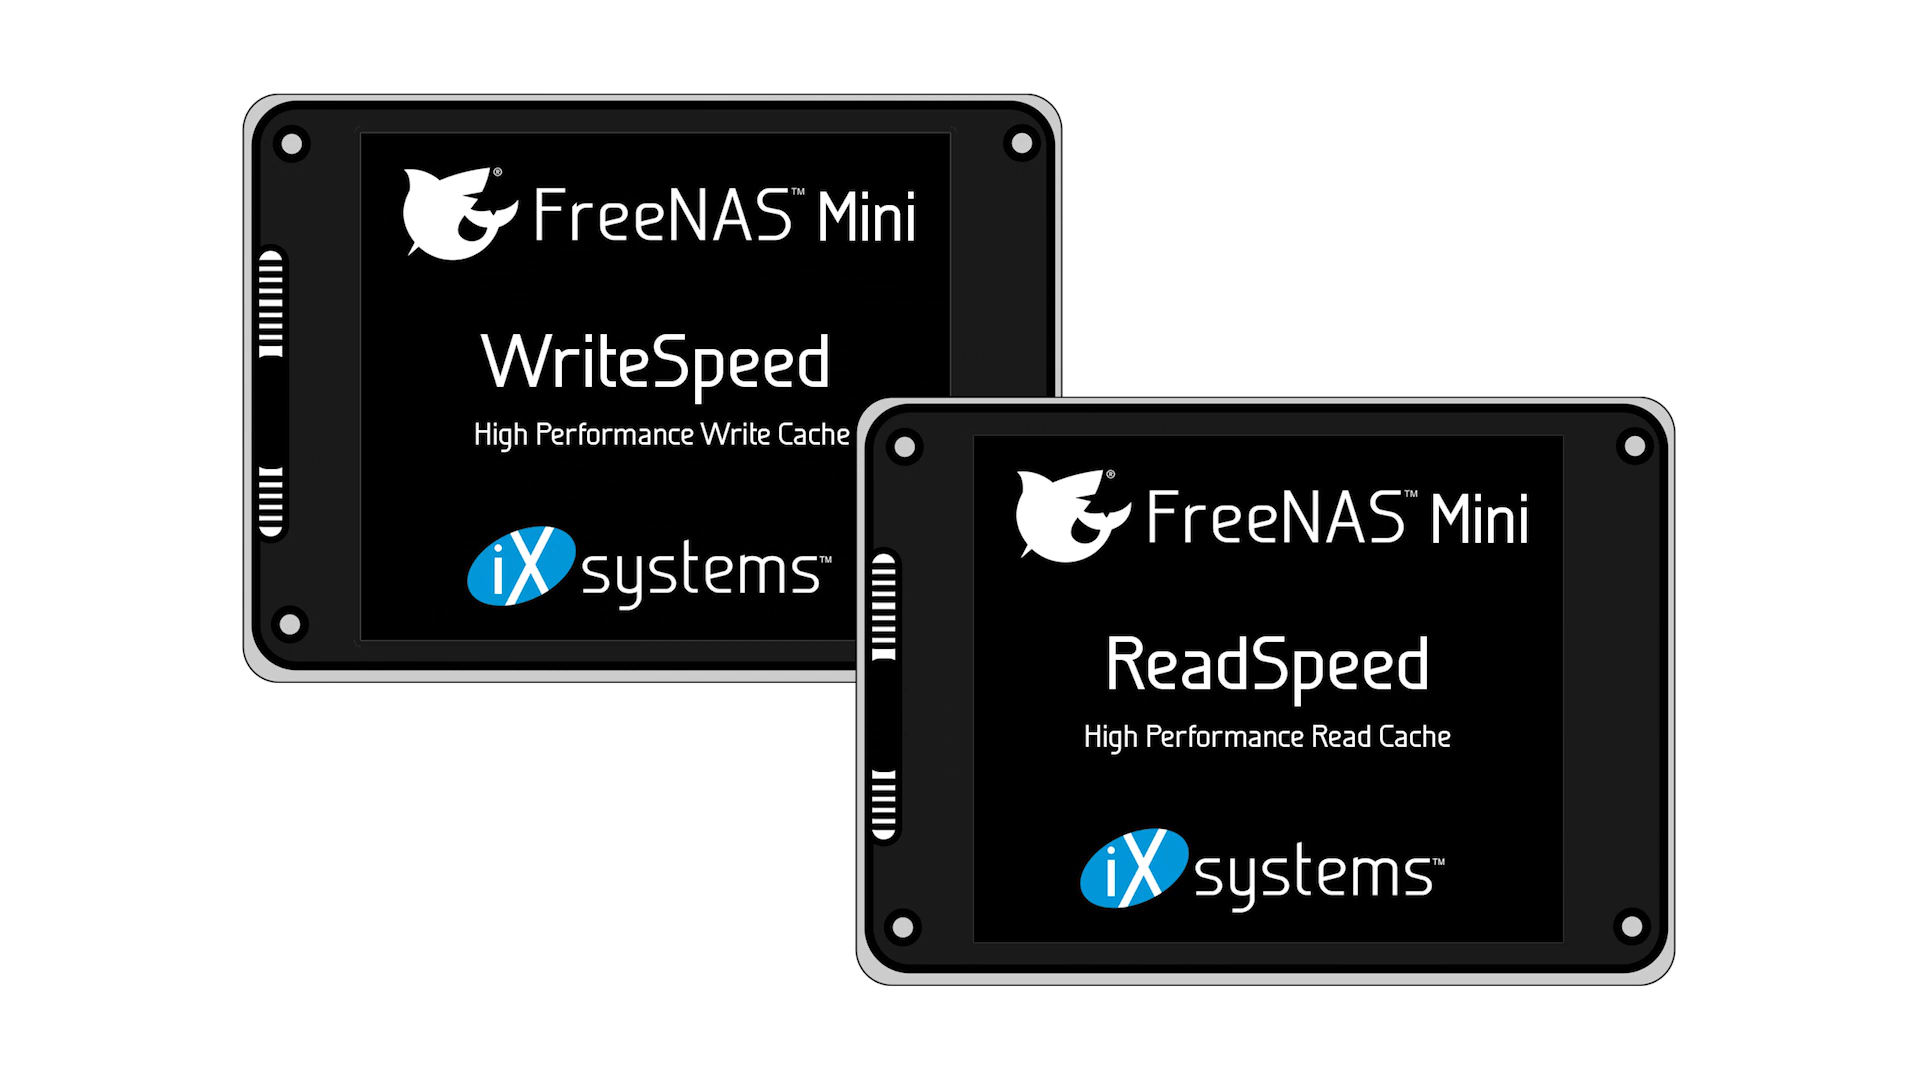 FreeNAS™ Mini
WriteSpeed
High Performance Write Cache
iX systems™
FreeNAS™ Mini
ReadSpeed
High Performance Read Cache
iX systems™